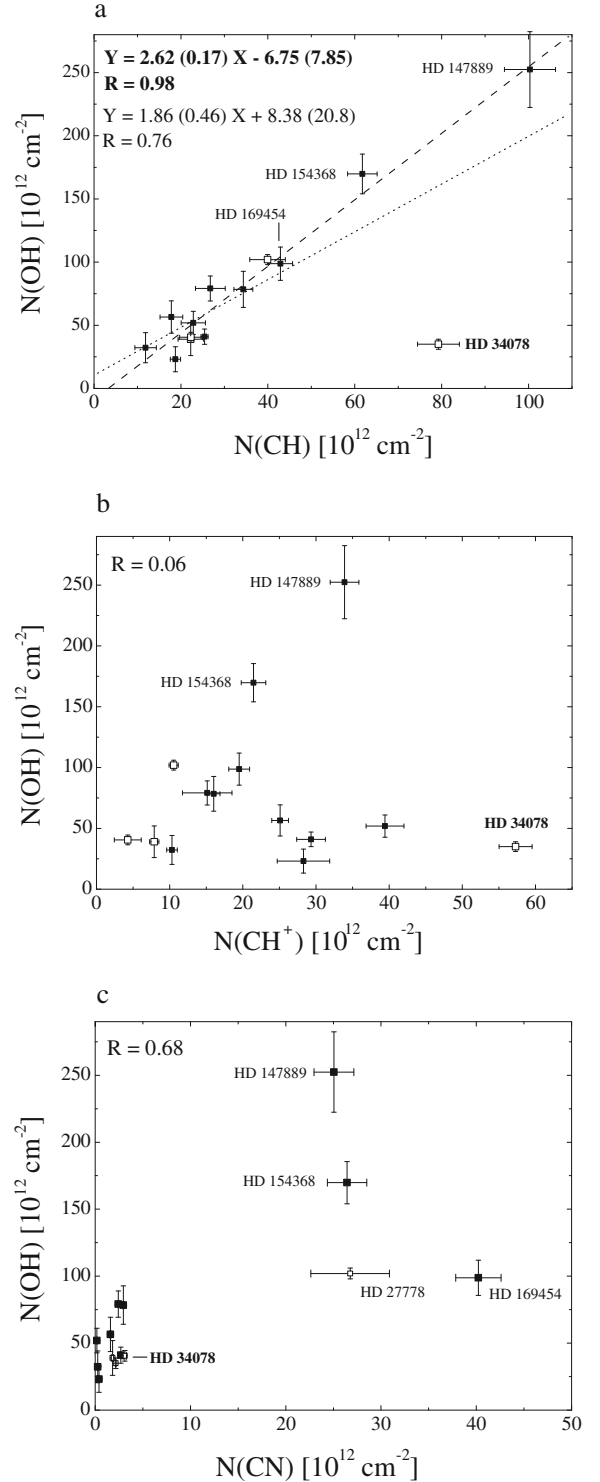 a
Y = 2.62 (0.17) X - 6.75 (7.85)
R = 0.98
Y = 1.86 (0.46) X + 8.38 (20.8)
R = 0.76
HD 147889
HD 154368
HD 169454
HD 34078
250
200
150
100
50
0
N(OH) [10^12 cm^-2]
0 20 40 60 80 100
N(CH) [10^12 cm^-2]
b
R = 0.06
HD 147889
HD 154368
HD 34078
250
200
150
100
50
0
N(OH) [10^12 cm^-2]
0 10 20 30 40 50 60
N(CH^+) [10^12 cm^-2]
c
R = 0.68
HD 147889
HD 154368
HD 27778
HD 169454
HD 34078
250
200
150
100
50
0
N(OH) [10^12 cm^-2]
0 10 20 30 40 50
N(CN) [10^12 cm^-2]